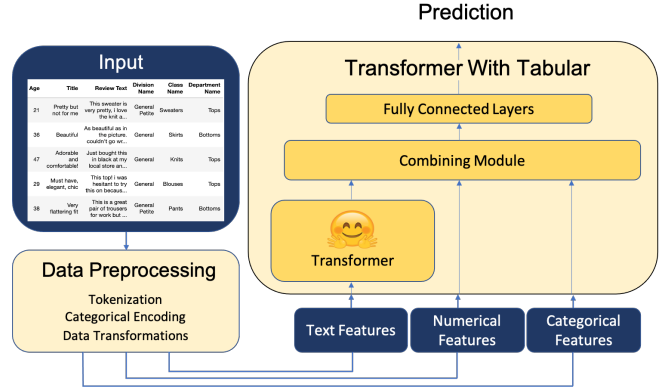 Prediction
Input
Age Title Review Text Division Name Class Name Department Name
21 Pretty but not for me This sweater is very pretty, i love the knit a... General Petite Sweaters Tops
36 Beautiful As beautiful as in the picture. couldn't go wr... General Skirts Bottoms
47 Adorable and comfortable! Just bought this in black at my local store an... General Knits Tops
29 Must have, elegant, chic This top! i was hesitant to try this on becaus... General Blouses Tops
38 Very flattering fit This is a great pair of trousers for work but ... General Petite Pants Bottoms
Data Preprocessing
Tokenization
Categorical Encoding
Data Transformations
Transformer With Tabular
Fully Connected Layers
Combining Module
Transformer
Text Features
Numerical
Features
Categorical
Features